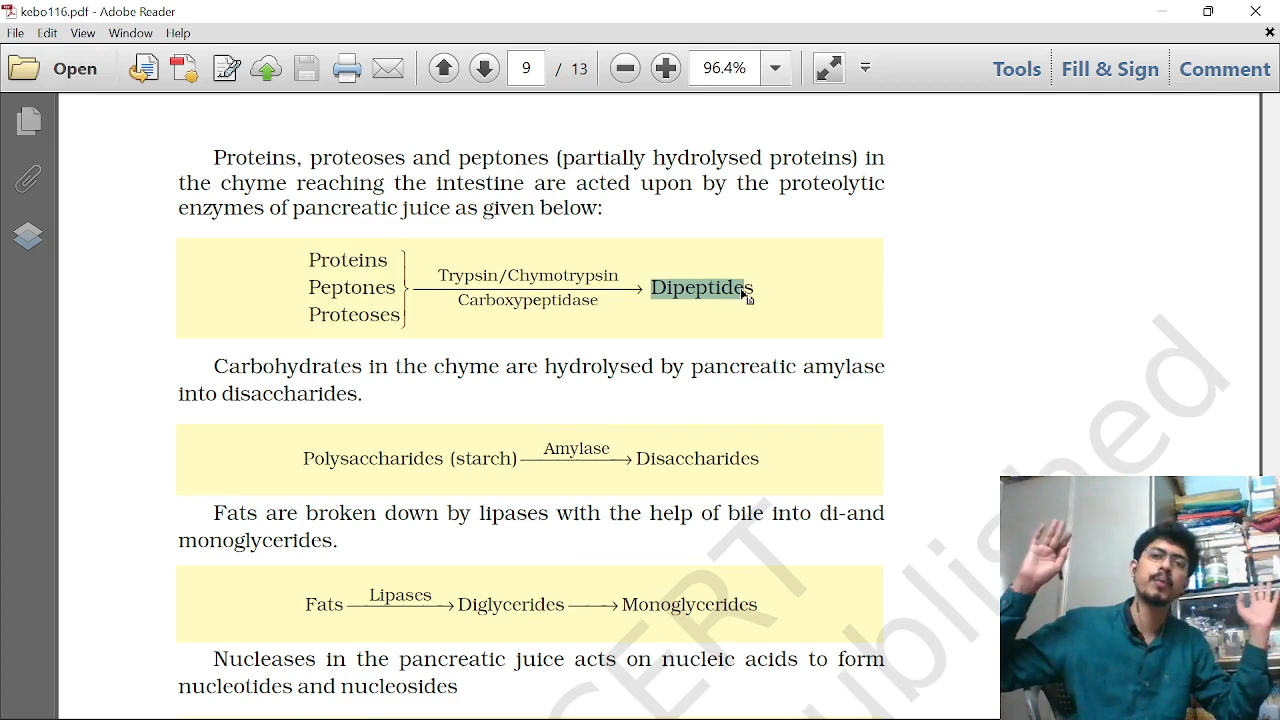 kebo116.pdf - Adobe Reader
File Edit View Window Help
Open 9 / 13 96.4% Tools Fill & Sign Comment
Proteins, proteoses and peptones (partially hydrolysed proteins) in
the chyme reaching the intestine are acted upon by the proteolytic
enzymes of pancreatic juice as given below:
Proteins
Peptones
Proteoses
Trypsin/Chymotrypsin
Carboxypeptidase
Dipeptides
Carbohydrates in the chyme are hydrolysed by pancreatic amylase
into disaccharides.
Amylase
Polysaccharides (starch) Disaccharides
Fats are broken down by lipases with the help of bile into di-and
monoglycerides.
Lipases
Fats Diglycerides Monoglycerides
Nucleases in the pancreatic juice acts on nucleic acids to form
nucleotides and nucleosides